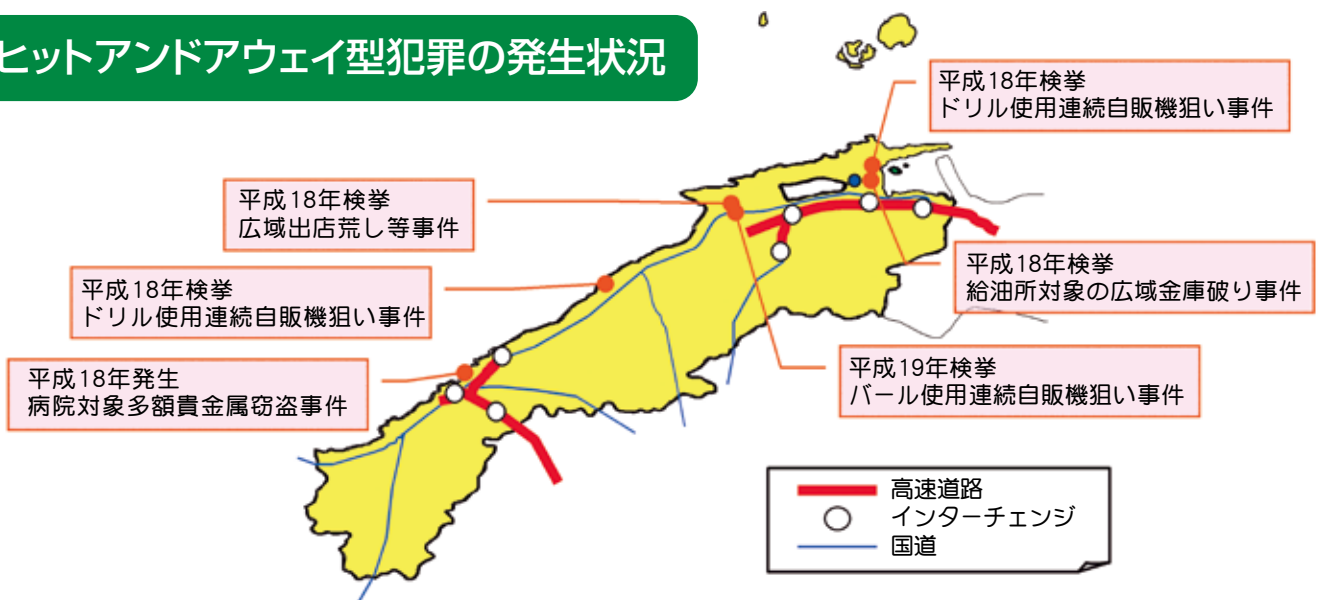 ヒットアンドアウェイ型犯罪の発生状況
平成18年検挙
ドリル使用連続自販機狙い事件
平成18年検挙
広域出店荒し等事件
平成18年検挙
給油所対象の広域金庫破り事件
平成18年検挙
ドリル使用連続自販機狙い事件
平成19年検挙
バール使用連続自販機狙い事件
平成18年発生
病院対象多額貴金属窃盗事件
高速道路
インターチェンジ
国道